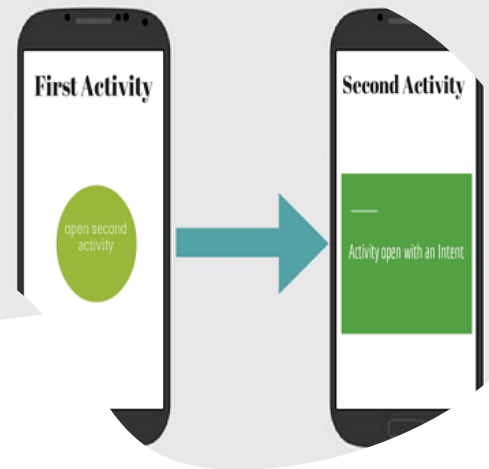 First Activity
open second
activity
Second Activity
Activity open with an Intent